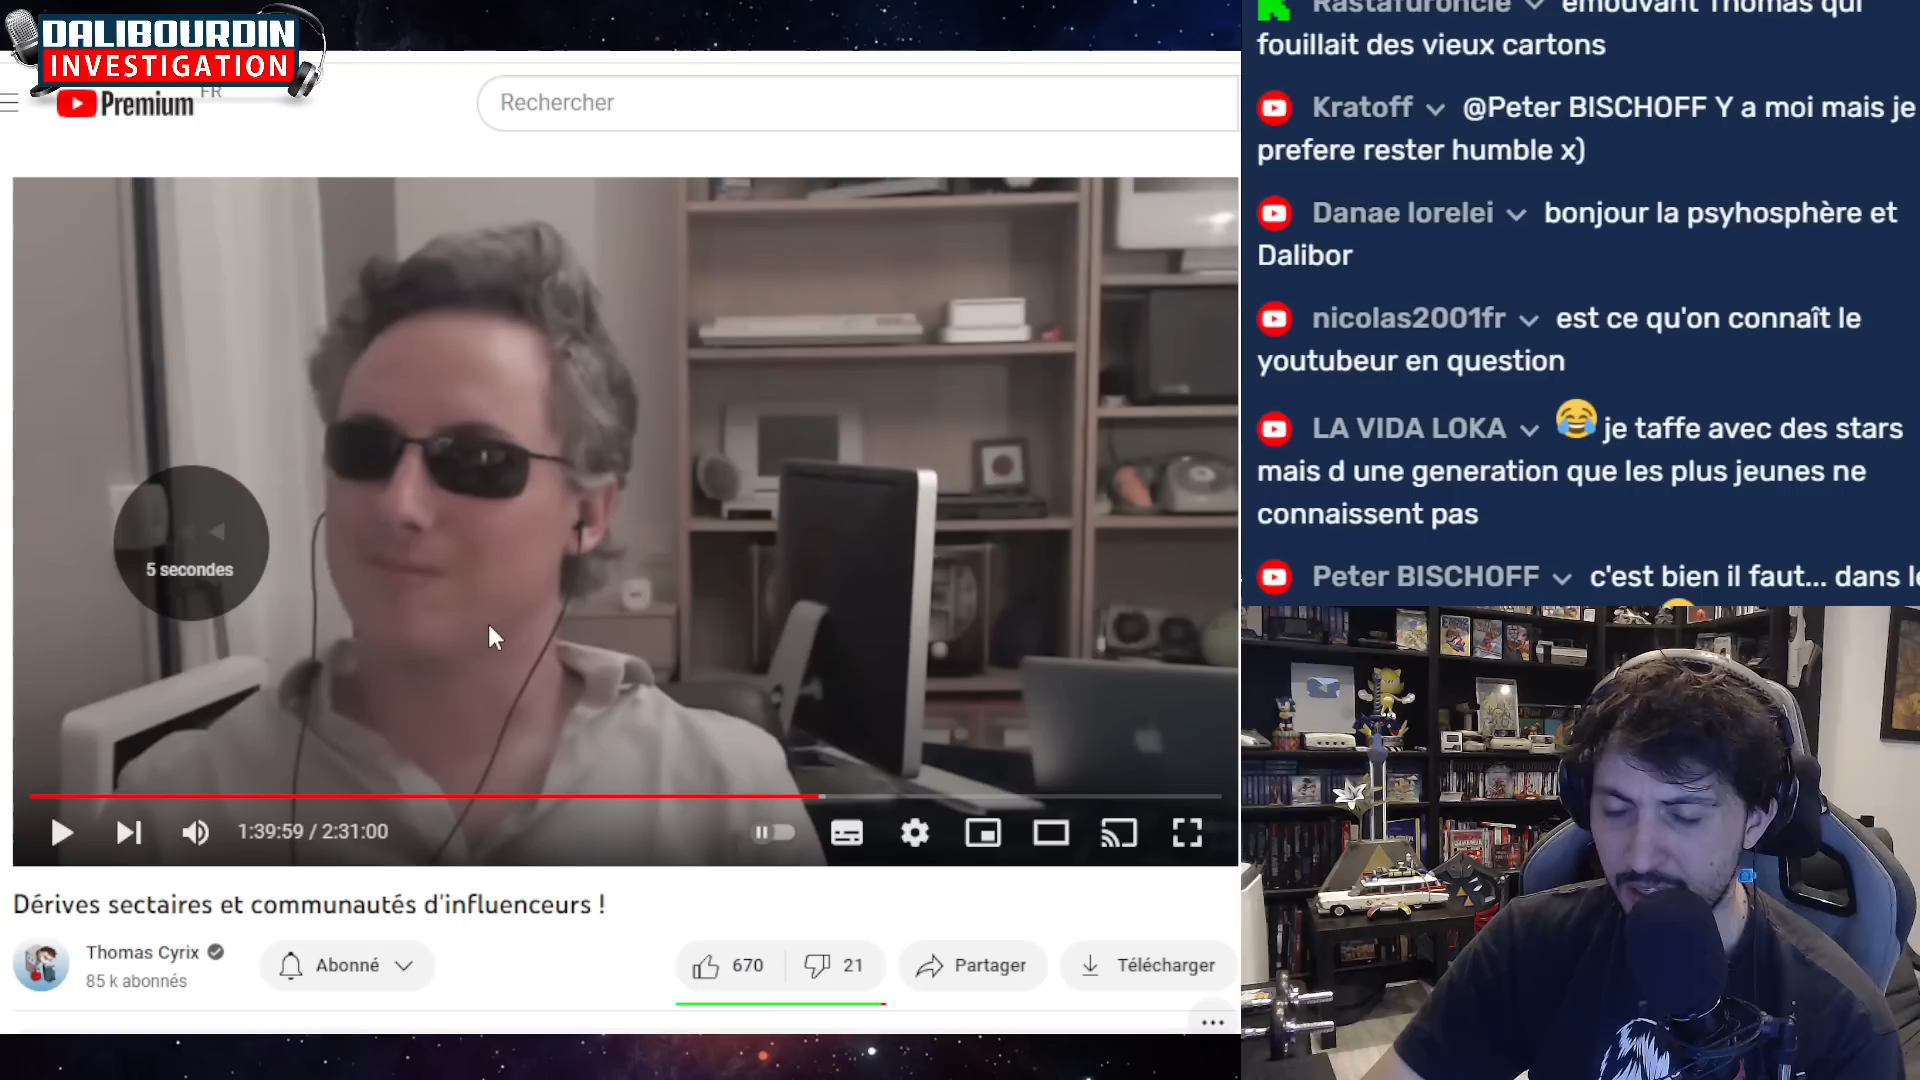 DALIBOURDIN
INVESTIGATION
Premium
FR
Rechercher
5 secondes
1:39:59 / 2:31:00
Dérives sectaires et communautés d'influenceurs !
Thomas Cyrix
85 k abonnés
Abonné
670
21
Partager
Télécharger
Rastafuroncle émouvant Thomas qui
fouillait des vieux cartons
Kratoff @Peter BISCHOFF Y a moi mais je
prefere rester humble x)
Danae lorelei bonjour la psyhosphère et
Dalibor
nicolas2001fr est ce qu'on connaît le
youtubeur en question
LA VIDA LOKA 😂 je taffe avec des stars
mais d une generation que les plus jeunes ne
connaissent pas
Peter BISCHOFF c'est bien il faut... dans